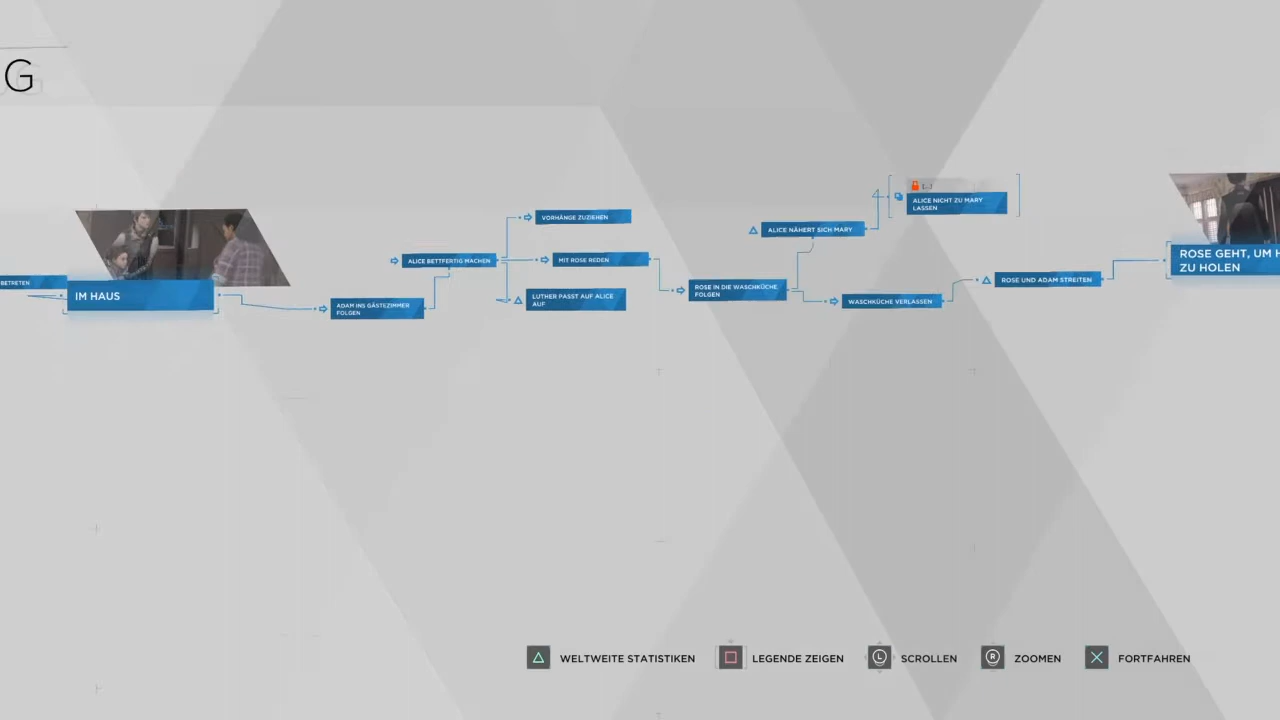 G
BETRETEN
IM HAUS
ADAM INS GÄSTEZIMMER
FOLGEN
ALICE BETTFERTIG MACHEN
VORHÄNGE ZUZIEHEN
MIT ROSE REDEN
LUTHER PASST AUF ALICE
AUF
ROSE IN DIE WASCHKÜCHE
FOLGEN
ALICE NÄHERT SICH MARY
ALICE NICHT ZU MARY
LASSEN
WASCHKÜCHE VERLASSEN
ROSE UND ADAM STREITEN
ROSE GEHT, UM H
ZU HOLEN
WELTWEITE STATISTIKEN
LEGENDE ZEIGEN
L SCROLLEN
R ZOOMEN
FORTFAHREN